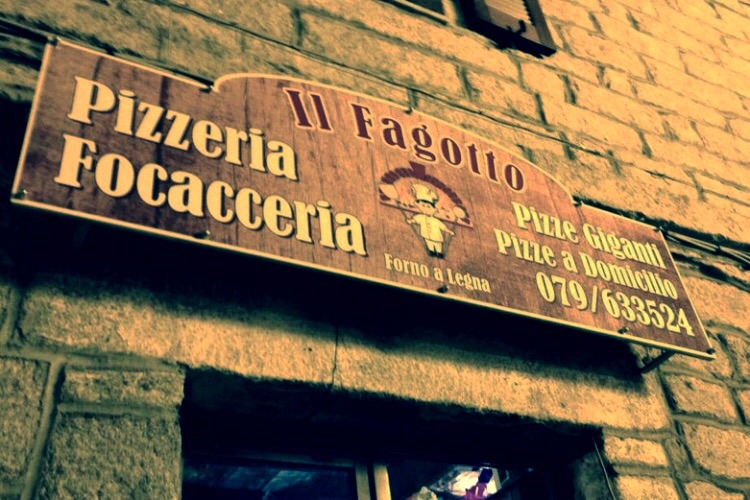 Il Fagotto
Pizzeria
Focacceria
Forno a Legna
Pizze Giganti
Pizze a Domicilio
079/633524